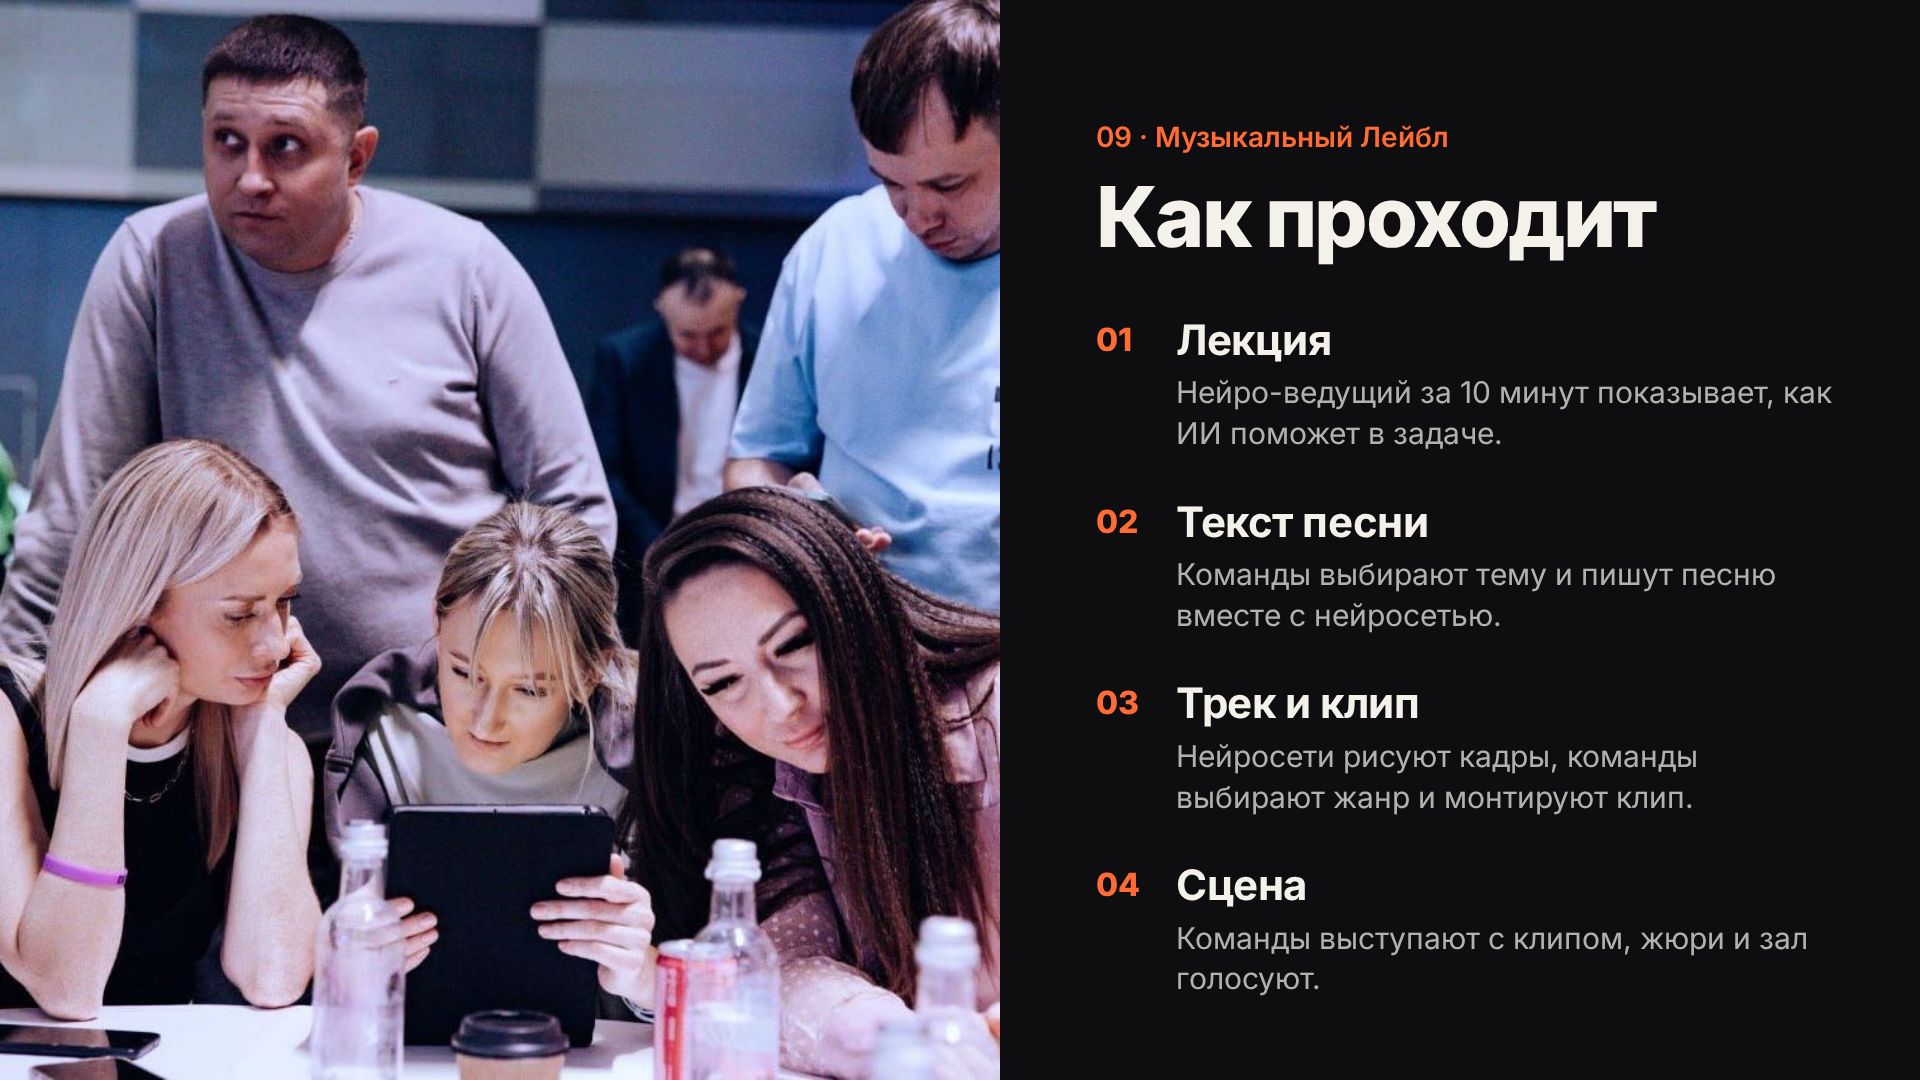 09 · Музыкальный Лейбл
Как проходит
01
Лекция
Нейро-ведущий за 10 минут показывает, как
ИИ поможет в задаче.
02
Текст песни
Команды выбирают тему и пишут песню
вместе с нейросетью.
03
Трек и клип
Нейросети рисуют кадры, команды
выбирают жанр и монтируют клип.
04
Сцена
Команды выступают с клипом, жюри и зал
голосуют.